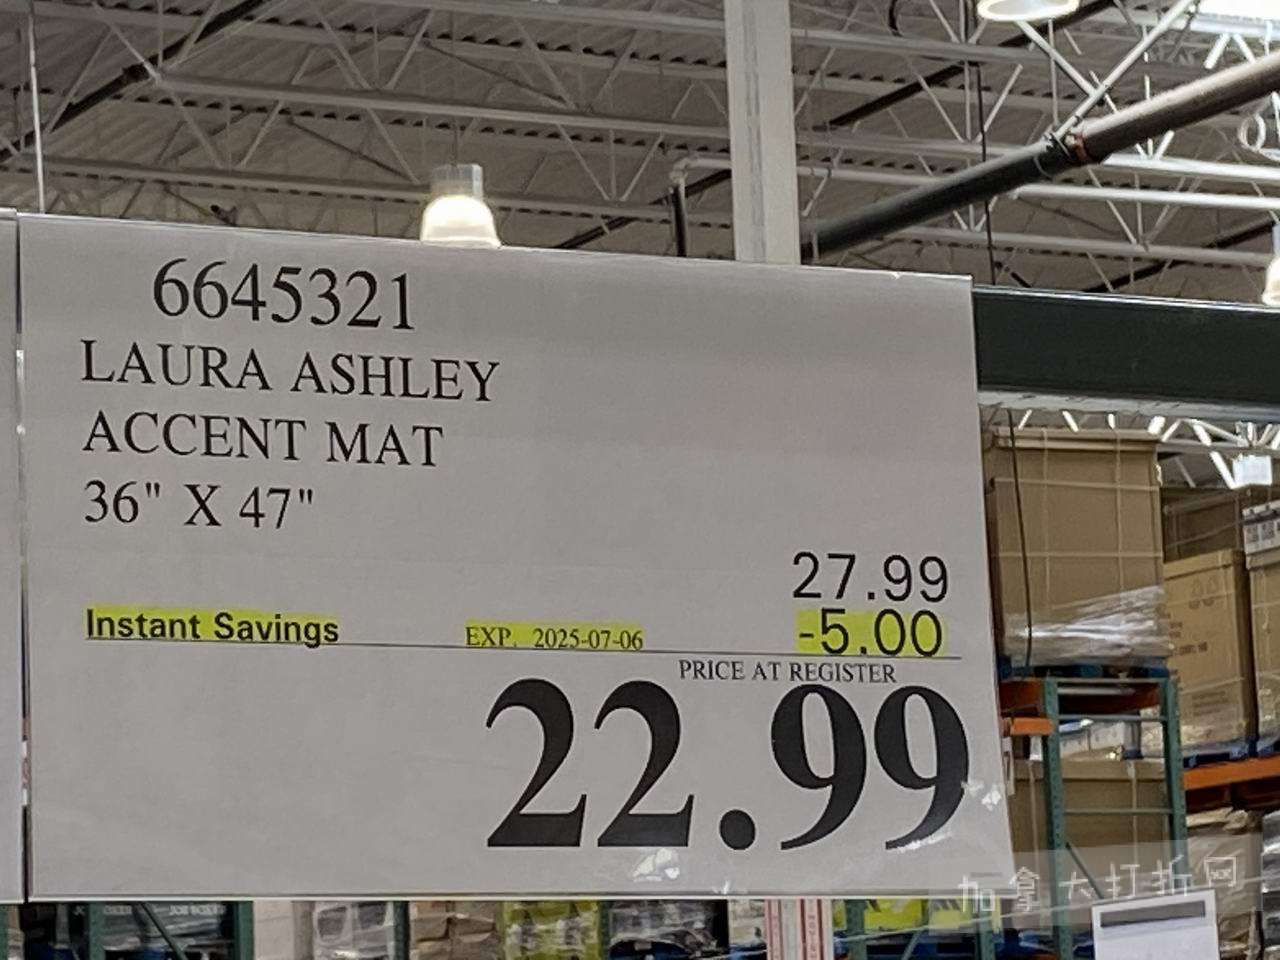 6645321
LAURA ASHLEY
ACCENT MAT
36" X 47"
27.99
Instant Savings EXP. 2025-07-06 -5.00
PRICE AT REGISTER
22.99
加拿大打折网